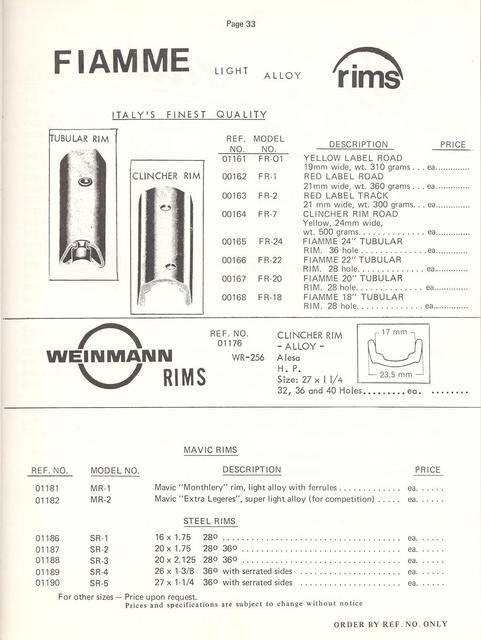 Page 33
FIAMME LIGHT ALLOY rims
ITALY'S FINEST QUALITY
TUBULAR RIM
CLINCHER RIM
REF. NO. MODEL NO. DESCRIPTION PRICE
01161 FR-01 YELLOW LABEL ROAD
19mm wide, wt. 310 grams . . . ea..............
00162 FR-1 RED LABEL ROAD
21mm wide, wt. 360 grams . . . ea..............
00163 FR-2 RED LABEL TRACK
21 mm wide, wt. 300 grams. . . ea..............
00164 FR-7 CLINCHER RIM ROAD
Yellow, 24mm wide,
wt. 500 grams. . . . . . . . . . . . . . ea..............
00165 FR-24 FIAMME 24" TUBULAR
RIM. 36 hole . . . . . . . . . . . . . . ea..............
00166 FR-22 FIAMME 22" TUBULAR
RIM. 28 hole. . . . . . . . . . . . . . ea..............
00167 FR-20 FIAMME 20" TUBULAR
RIM. 28 hole. . . . . . . . . . . . . . ea..............
00168 FR-18 FIAMME 18" TUBULAR
RIM. 28 hole. . . . . . . . . . . . . . ea..............
WEINMANN RIMS
REF. NO.
01176
WR-256
CLINCHER RIM
- ALLOY -
Alesa
H. P.
Size: 27 x 1 1/4
32, 36 and 40 Holes.........ea. ........
17 mm
23,5 mm
MAVIC RIMS
REF. NO. MODEL NO. DESCRIPTION PRICE
01181 MR-1 Mavic "Monthlery" rim, light alloy with ferrules . . . . . . . . . . . . ea. . . . . .
01182 MR-2 Mavic "Extra Legeres", super light alloy (for competition) . . . . . ea. . . . . .
STEEL RIMS
01186 SR-1 16 x 1.75 28º . . . . . . . . . . . . . . . . . . . . ea. . . . . .
01187 SR-2 20 x 1.75 28º 36º . . . . . . . . . . . . . . . . . . . . ea. . . . . .
01188 SR-3 20 x 2.125 28º 36º . . . . . . . . . . . . . . . . . . . . ea. . . . . .
01189 SR-4 26 x 1-3/8 36º with serrated sides . . . . . . . . . . . . . . . . . . . . ea. . . . . .
01190 SR-5 27 x 1-1/4 36º with serrated sides . . . . . . . . . . . . . . . . . . . . ea. . . . . .
For other sizes — Price upon request.
Prices and specifications are subject to change without notice
ORDER BY REF. NO. ONLY